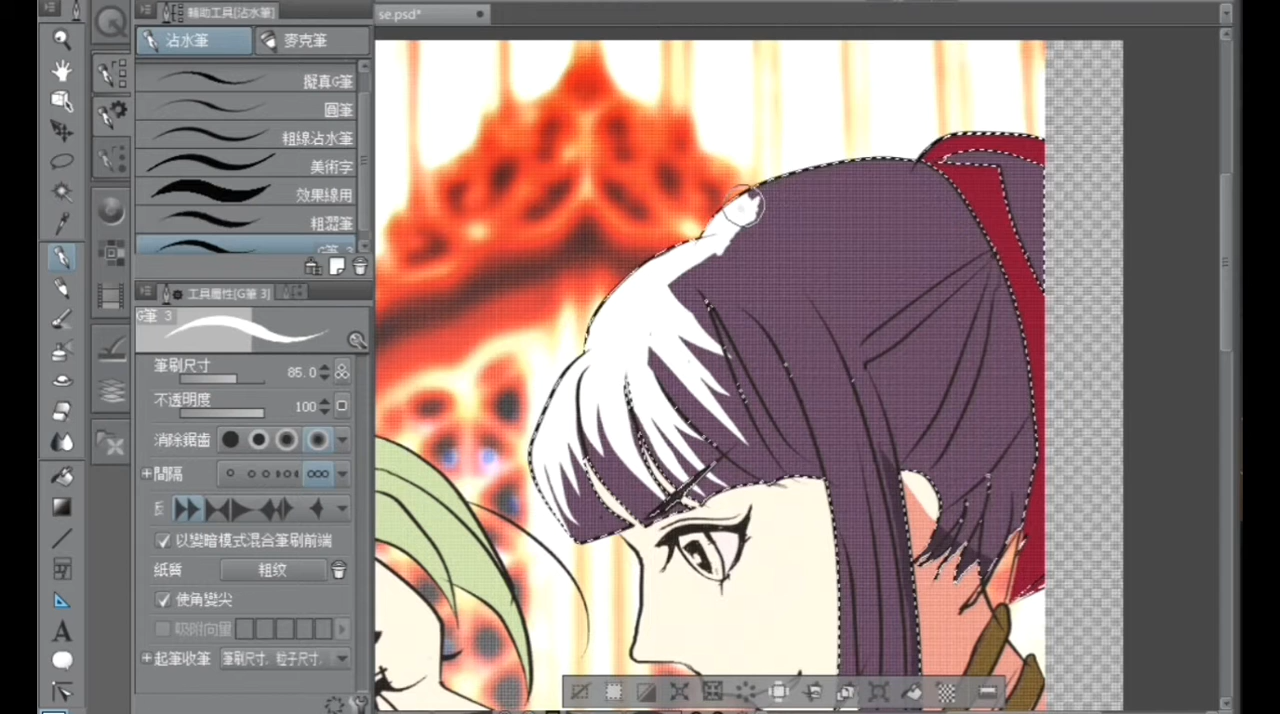 輔助工具[沾水筆]
se.psd*
沾水筆
麥克筆
擬真G筆
圓筆
粗線沾水筆
美術字
效果線用
粗澀筆
G筆 3
工具屬性[G筆 3]
G筆 3
筆刷尺寸 85.0
不透明度 100
消除鋸齒
間隔
以變暗模式混合筆刷前端
紙質 粗紋
使角變尖
吸附向量
起筆收筆 筆刷尺寸, 粒子尺寸,